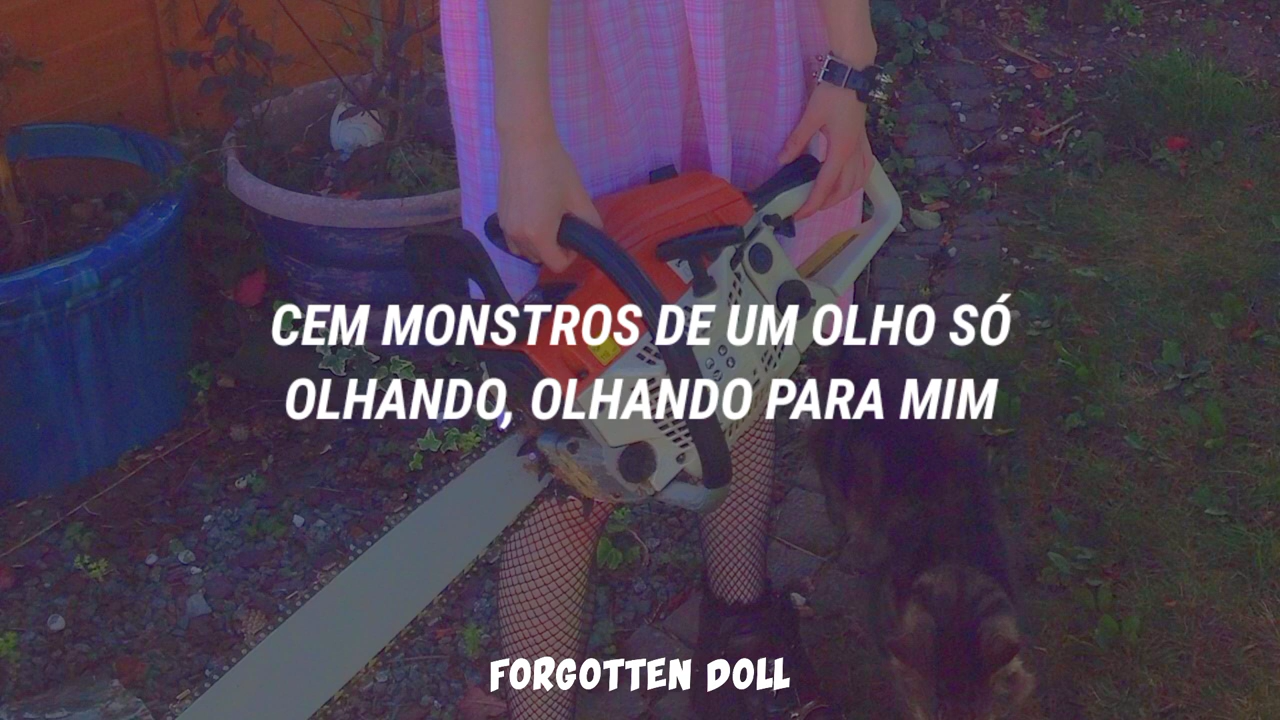 CEM MONSTROS DE UM OLHO SÓ
OLHANDO, OLHANDO PARA MIM
FORGOTTEN DOLL